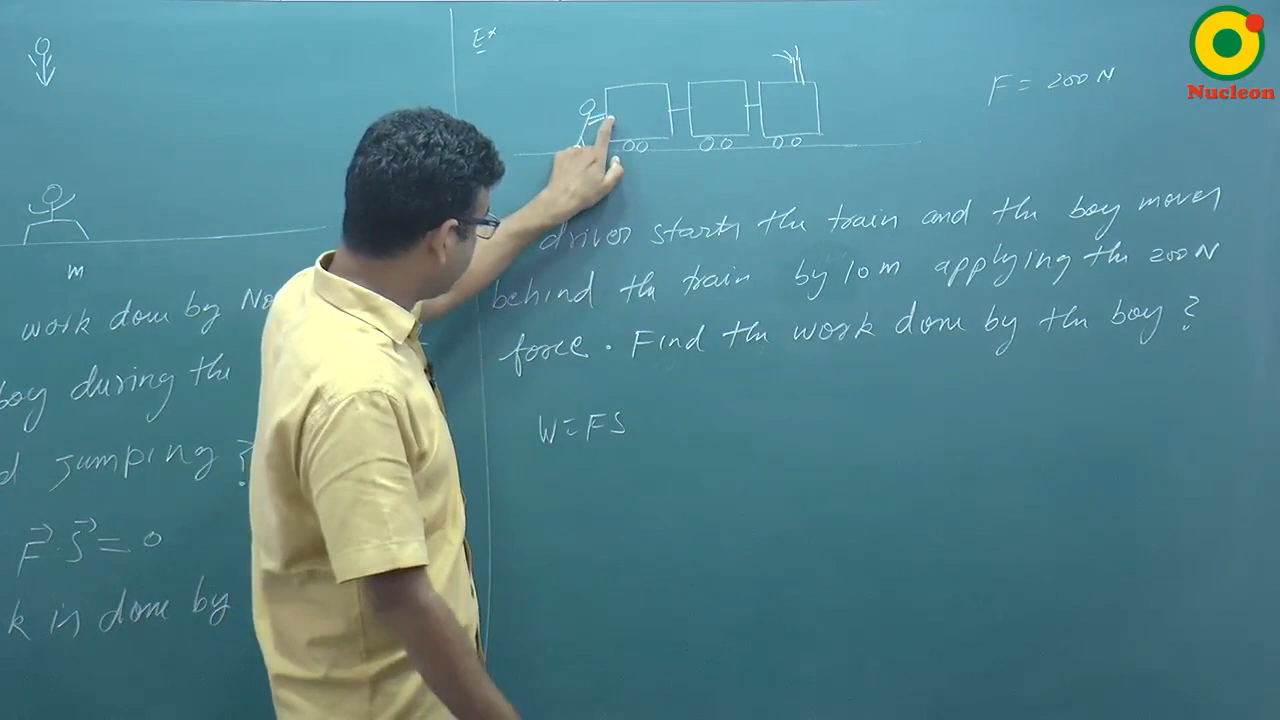 Nucleon
m
work done by
boy during the
jumping ?
F⃗.S⃗ = 0
k is done by
Ex
F = 200 N
driver starts the train and the boy moves
behind the train by 10 m applying the 200 N
force. Find the work done by the boy ?
W = FS